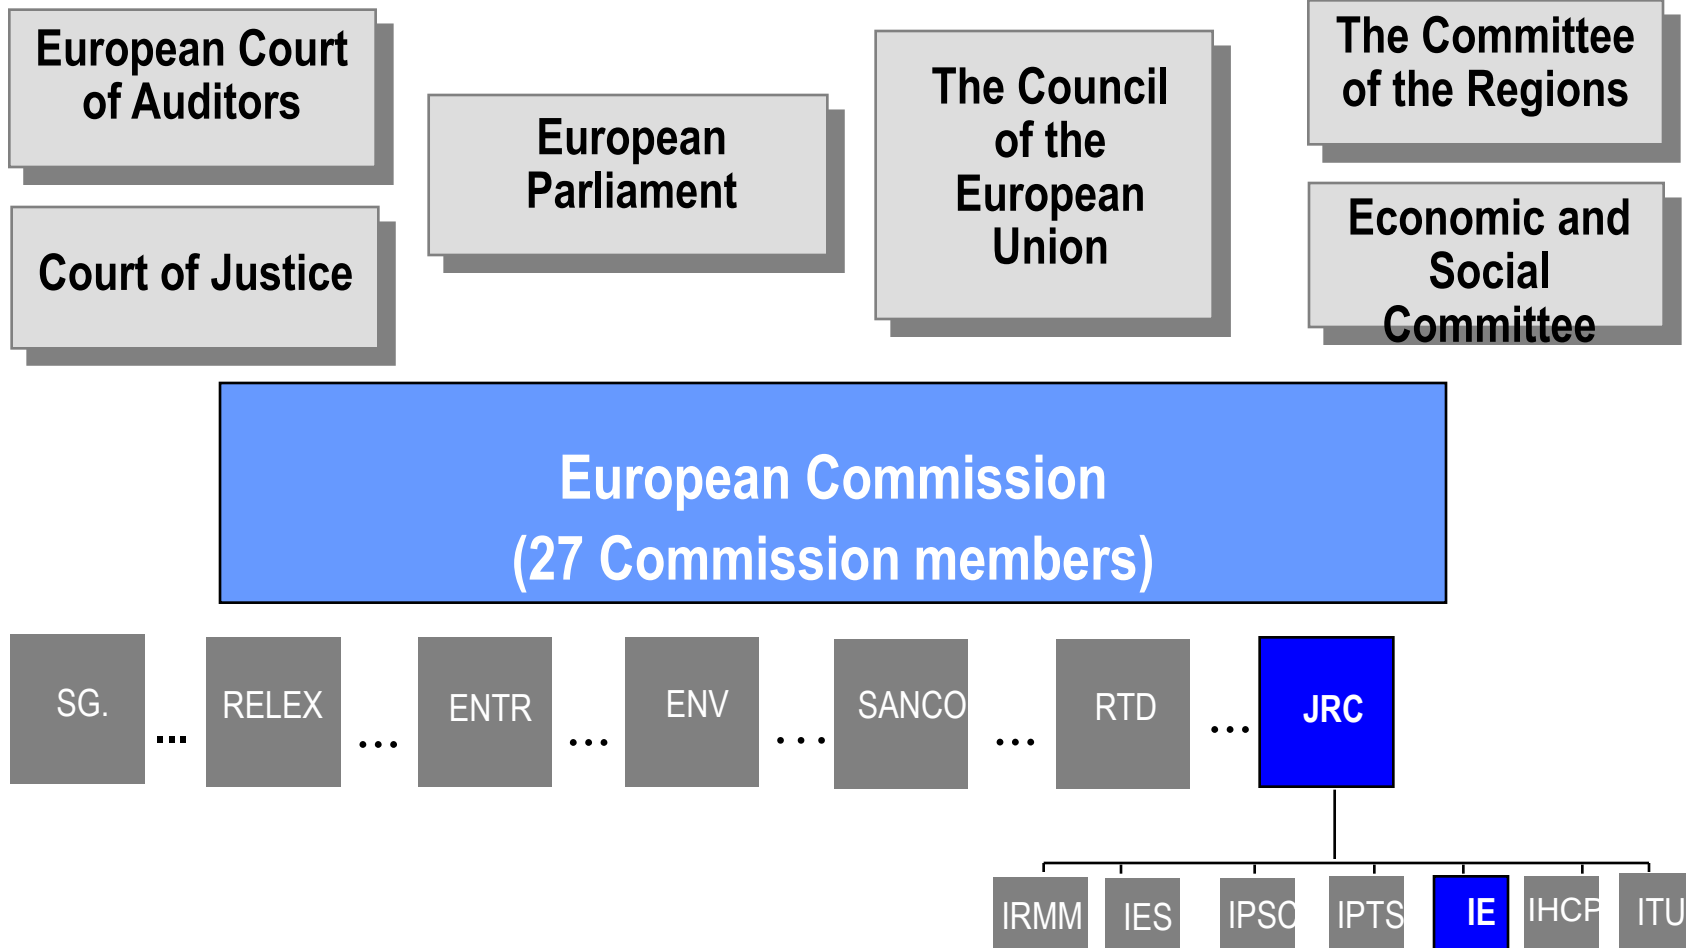 European Court
of Auditors
Court of Justice
European
Parliament
The Council
of the
European
Union
The Committee
of the Regions
Economic and
Social
Committee
European Commission
(27 Commission members)
SG.
...
RELEX
...
ENTR
...
ENV
...
SANCO
...
RTD
...
JRC
IRMM
IES
IPSC
IPTS
IE
IHCP
ITU